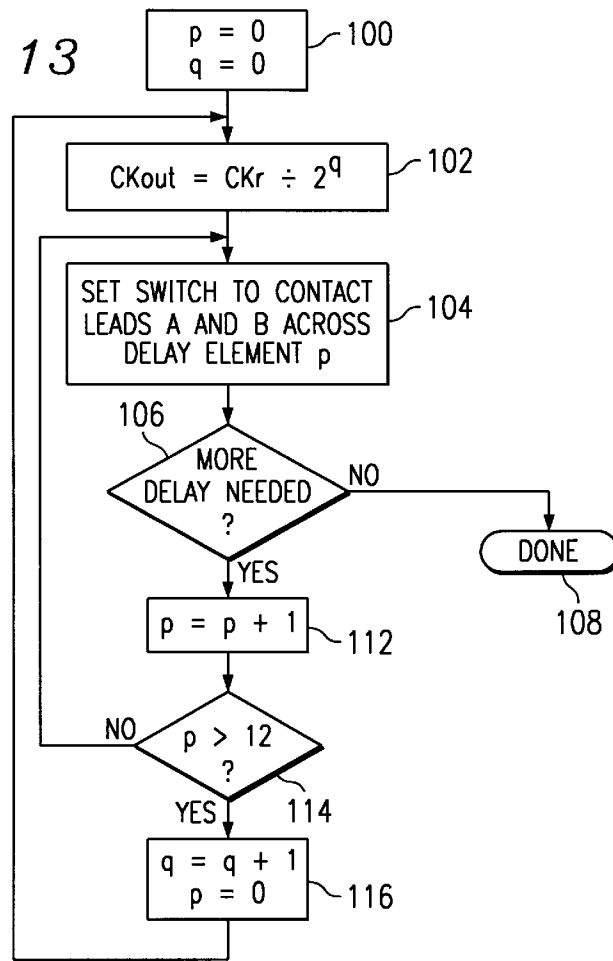 13
p = 0
q = 0
100
CKout = CKr ÷ 2^q
102
SET SWITCH TO CONTACT
LEADS A AND B ACROSS
DELAY ELEMENT p
104
106
MORE
DELAY NEEDED
?
NO
YES
DONE
108
p = p + 1
112
NO
p > 12
?
114
YES
q = q + 1
p = 0
116